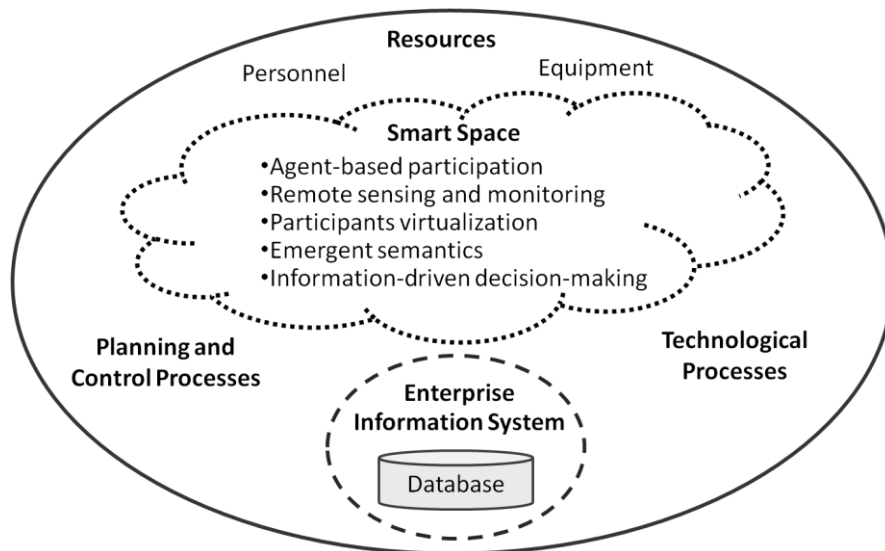 Resources
Personnel
Equipment
Smart Space
•Agent-based participation
•Remote sensing and monitoring
•Participants virtualization
•Emergent semantics
•Information-driven decision-making
Planning and
Control Processes
Technological
Processes
Enterprise
Information System
Database